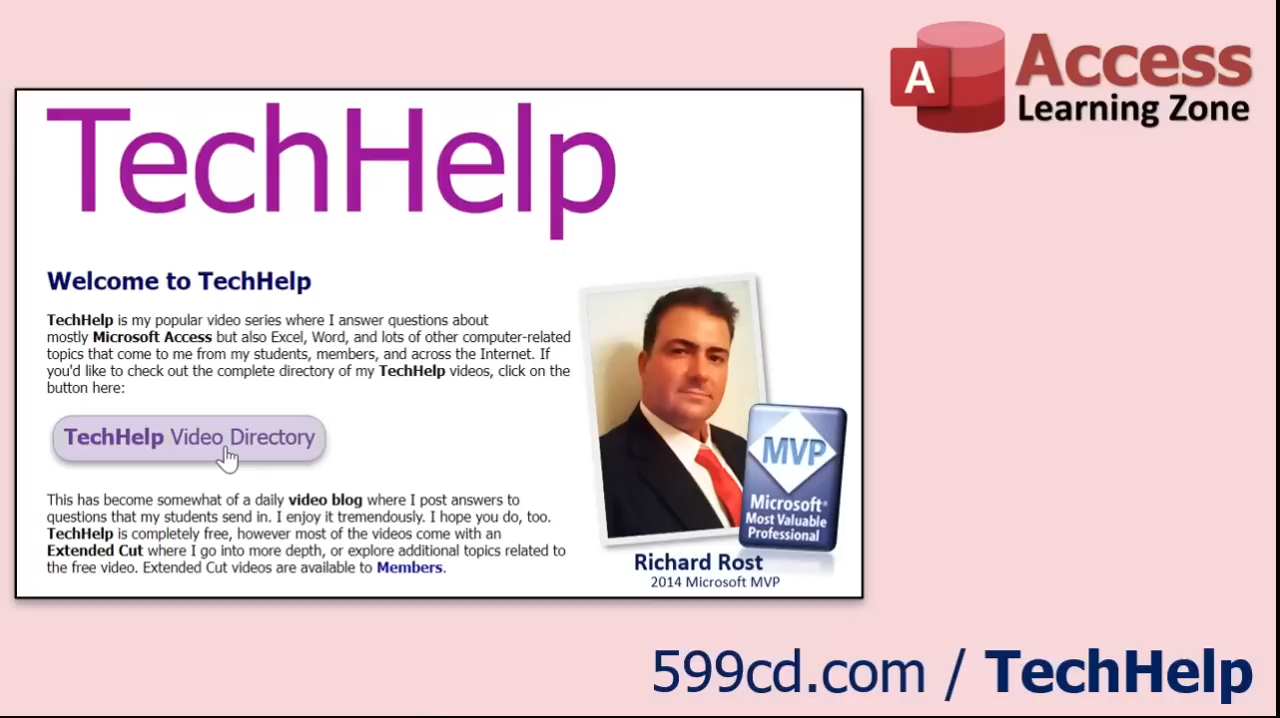 A Access
Learning Zone
TechHelp
Welcome to TechHelp
TechHelp is my popular video series where I answer questions about
mostly Microsoft Access but also Excel, Word, and lots of other computer-related
topics that come to me from my students, members, and across the Internet. If
you'd like to check out the complete directory of my TechHelp videos, click on the
button here:
TechHelp Video Directory
This has become somewhat of a daily video blog where I post answers to
questions that my students send in. I enjoy it tremendously. I hope you do, too.
TechHelp is completely free, however most of the videos come with an
Extended Cut where I go into more depth, or explore additional topics related to
the free video. Extended Cut videos are available to Members.
MVP
Microsoft®
Most Valuable
Professional
Richard Rost
2014 Microsoft MVP
599cd.com / TechHelp